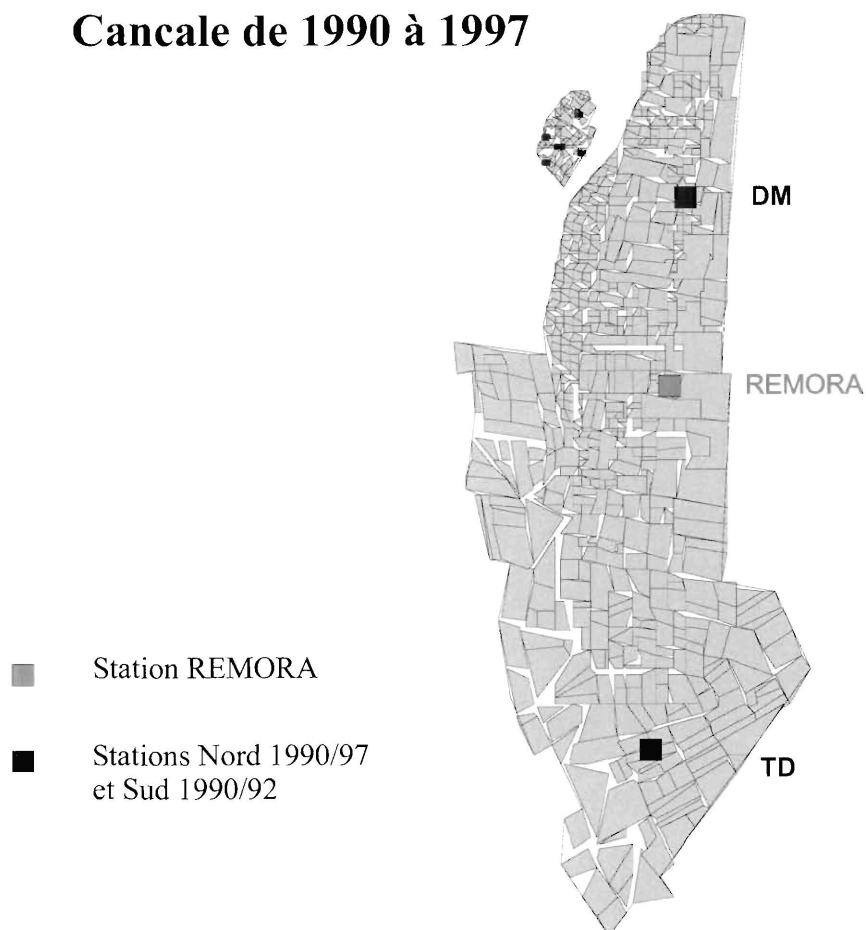 Cancale de 1990 à 1997
DM
REMORA
Station REMORA
Stations Nord 1990/97
et Sud 1990/92
TD